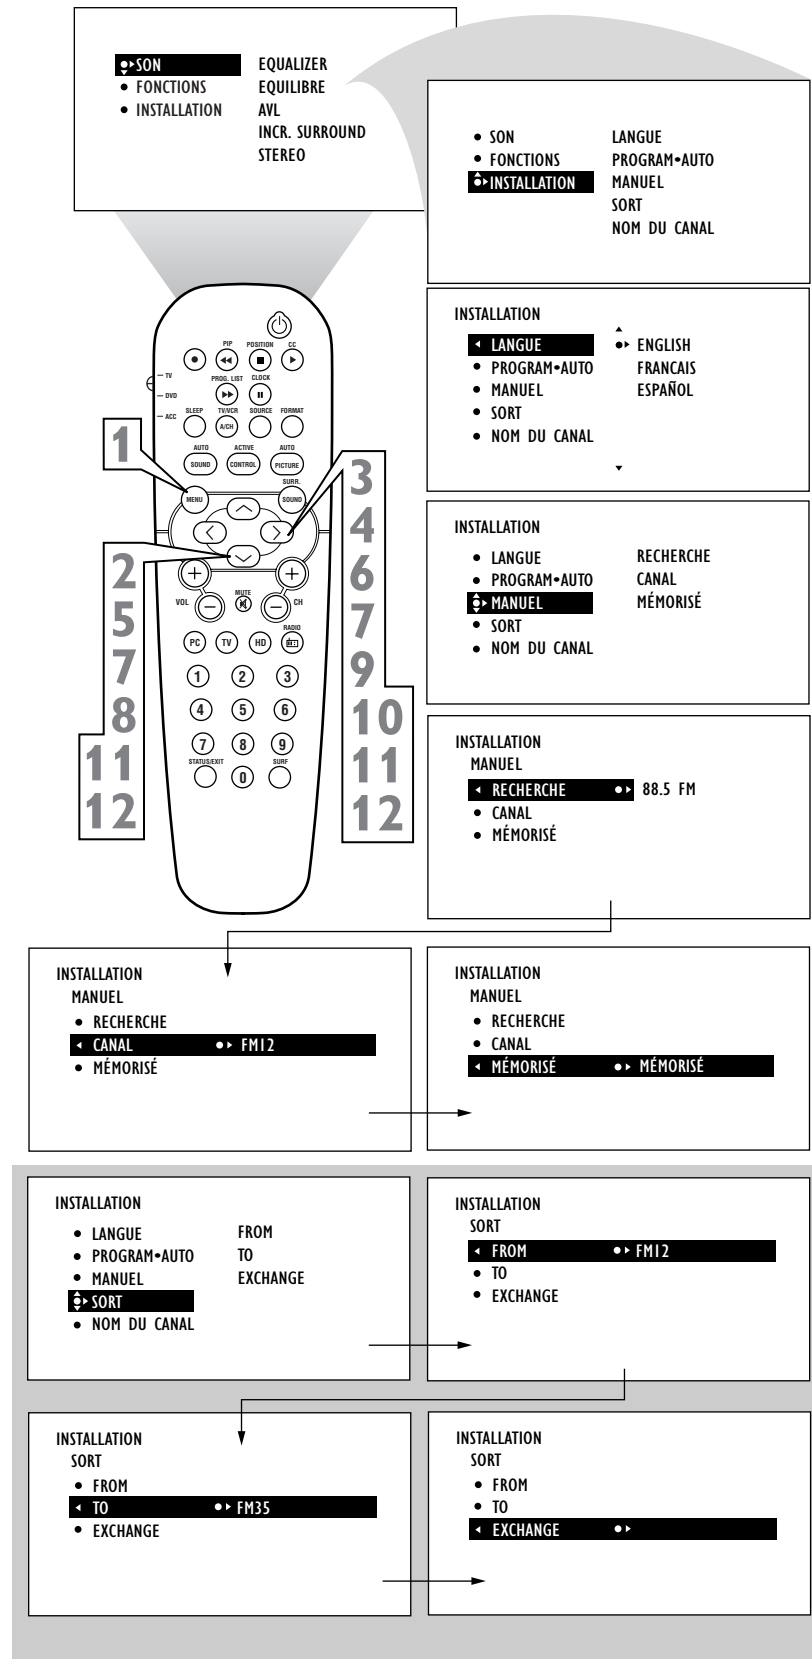 SON EQUALIZER
FONCTIONS EQUILIBRE
INSTALLATION AVL
INCR. SURROUND
STEREO
SON LANGUE
FONCTIONS PROGRAM•AUTO
INSTALLATION MANUEL
SORT
NOM DU CANAL
INSTALLATION
LANGUE ENGLISH
PROGRAM•AUTO FRANCAIS
MANUEL ESPAÑOL
SORT
NOM DU CANAL
PIP POSITION CC
TV
PROG. LIST CLOCK
DVD
ACC
SLEEP TV/VCR SOURCE FORMAT
A/CH
AUTO ACTIVE AUTO
SOUND CONTROL PICTURE
SURR.
MENU SOUND
MUTE
VOL CH
RADIO
PC TV HD
1 2 3
4 5 6
7 8 9
STATUS/EXIT SURF
0
1
2
5
7
8
11
12
3
4
6
7
9
10
11
12
INSTALLATION
LANGUE RECHERCHE
PROGRAM•AUTO CANAL
MANUEL MÉMORISÉ
SORT
NOM DU CANAL
INSTALLATION
MANUEL
RECHERCHE 88.5 FM
CANAL
MÉMORISÉ
INSTALLATION
MANUEL
RECHERCHE
CANAL FM12
MÉMORISÉ
INSTALLATION
MANUEL
RECHERCHE
CANAL
MÉMORISÉ MÉMORISÉ
INSTALLATION
LANGUE FROM
PROGRAM•AUTO TO
MANUEL EXCHANGE
SORT
NOM DU CANAL
INSTALLATION
SORT
FROM FM12
TO
EXCHANGE
INSTALLATION
SORT
FROM
TO FM35
EXCHANGE
INSTALLATION
SORT
FROM
TO
EXCHANGE